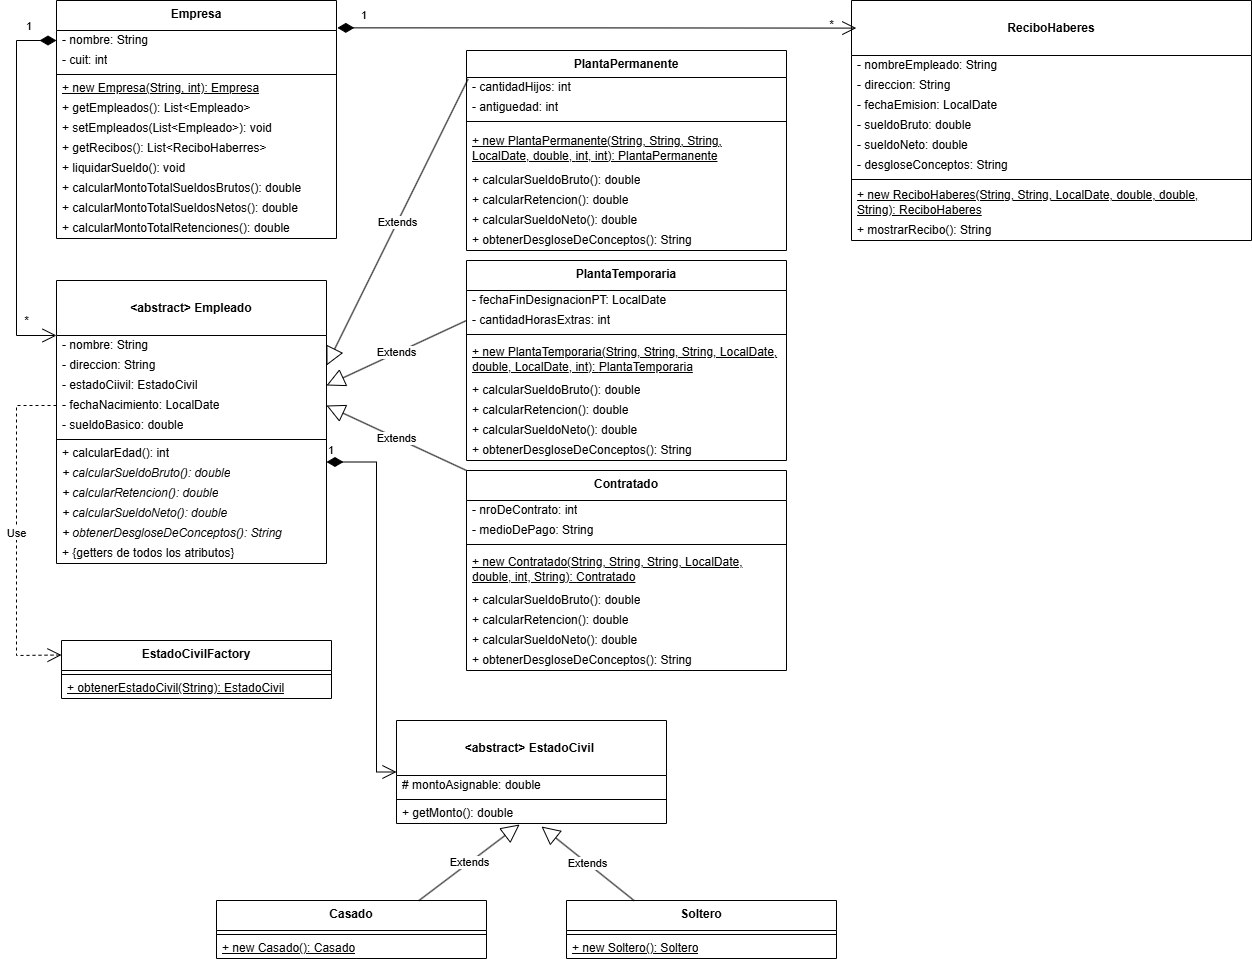 Empresa
- nombre: String
- cuit: int
+ new Empresa(String, int): Empresa
+ getEmpleados(): List<Empleado>
+ setEmpleados(List<Empleado>): void
+ getRecibos(): List<ReciboHaberres>
+ liquidarSueldo(): void
+ calcularMontoTotalSueldosBrutos(): double
+ calcularMontoTotalSueldosNetos(): double
+ calcularMontoTotalRetenciones(): double
1
1
*
ReciboHaberes
- nombreEmpleado: String
- direccion: String
- fechaEmision: LocalDate
- sueldoBruto: double
- sueldoNeto: double
- desgloseConceptos: String
+ new ReciboHaberes(String, String, LocalDate, double, double,
String): ReciboHaberes
+ mostrarRecibo(): String
PlantaPermanente
- cantidadHijos: int
- antiguedad: int
+ new PlantaPermanente(String, String, String,
LocalDate, double, int, int): PlantaPermanente
+ calcularSueldoBruto(): double
+ calcularRetencion(): double
+ calcularSueldoNeto(): double
+ obtenerDesgloseDeConceptos(): String
Extends
PlantaTemporaria
- fechaFinDesignacionPT: LocalDate
- cantidadHorasExtras: int
+ new PlantaTemporaria(String, String, String, LocalDate,
double, LocalDate, int): PlantaTemporaria
+ calcularSueldoBruto(): double
+ calcularRetencion(): double
+ calcularSueldoNeto(): double
+ obtenerDesgloseDeConceptos(): String
Extends
*
<abstract> Empleado
- nombre: String
- direccion: String
- estadoCiivil: EstadoCivil
- fechaNacimiento: LocalDate
- sueldoBasico: double
+ calcularEdad(): int
+ calcularSueldoBruto(): double
+ calcularRetencion(): double
+ calcularSueldoNeto(): double
+ obtenerDesgloseDeConceptos(): String
+ {getters de todos los atributos}
Extends
1
Use
Contratado
- nroDeContrato: int
- medioDePago: String
+ new Contratado(String, String, String, LocalDate,
double, int, String): Contratado
+ calcularSueldoBruto(): double
+ calcularRetencion(): double
+ calcularSueldoNeto(): double
+ obtenerDesgloseDeConceptos(): String
EstadoCivilFactory
+ obtenerEstadoCivil(String): EstadoCivil
<abstract> EstadoCivil
# montoAsignable: double
+ getMonto(): double
Extends
Extends
Casado
+ new Casado(): Casado
Soltero
+ new Soltero(): Soltero